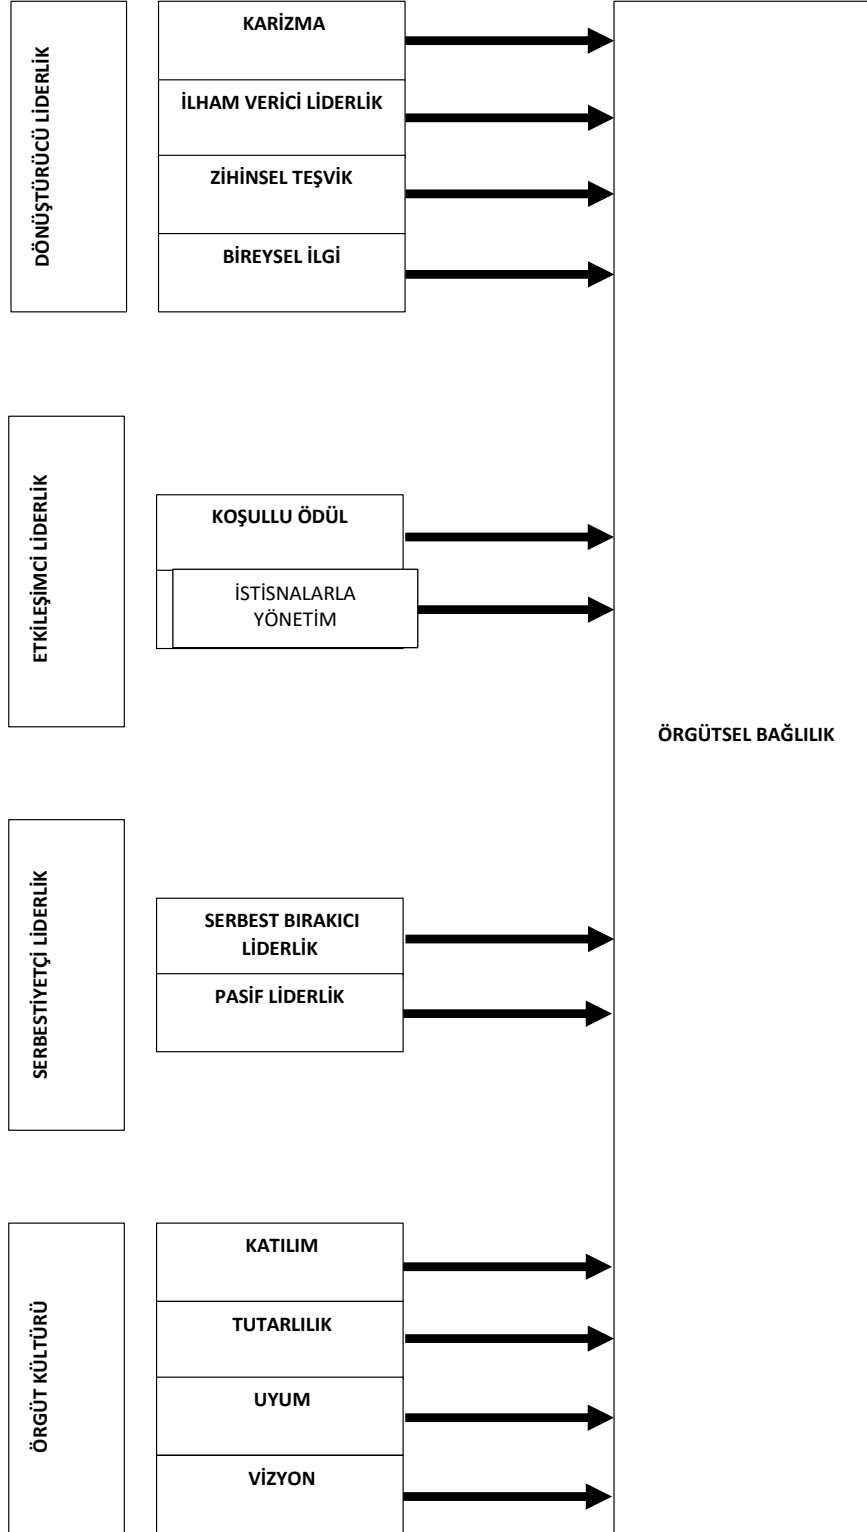 DÖNÜŞTÜRÜCÜ LİDERLİK
KARİZMA
İLHAM VERİCİ LİDERLİK
ZİHİNSEL TEŞVİK
BİREYSEL İLGİ
ETKİLEŞİMCİ LİDERLİK
KOŞULLU ÖDÜL
İSTİSNALARLA
YÖNETİM
ÖRGÜTSEL BAĞLILIK
SERBESTİYETÇİ LİDERLİK
SERBEST BIRAKICI
LİDERLİK
PASİF LİDERLİK
ÖRGÜT KÜLTÜRÜ
KATILIM
TUTARLILIK
UYUM
VİZYON